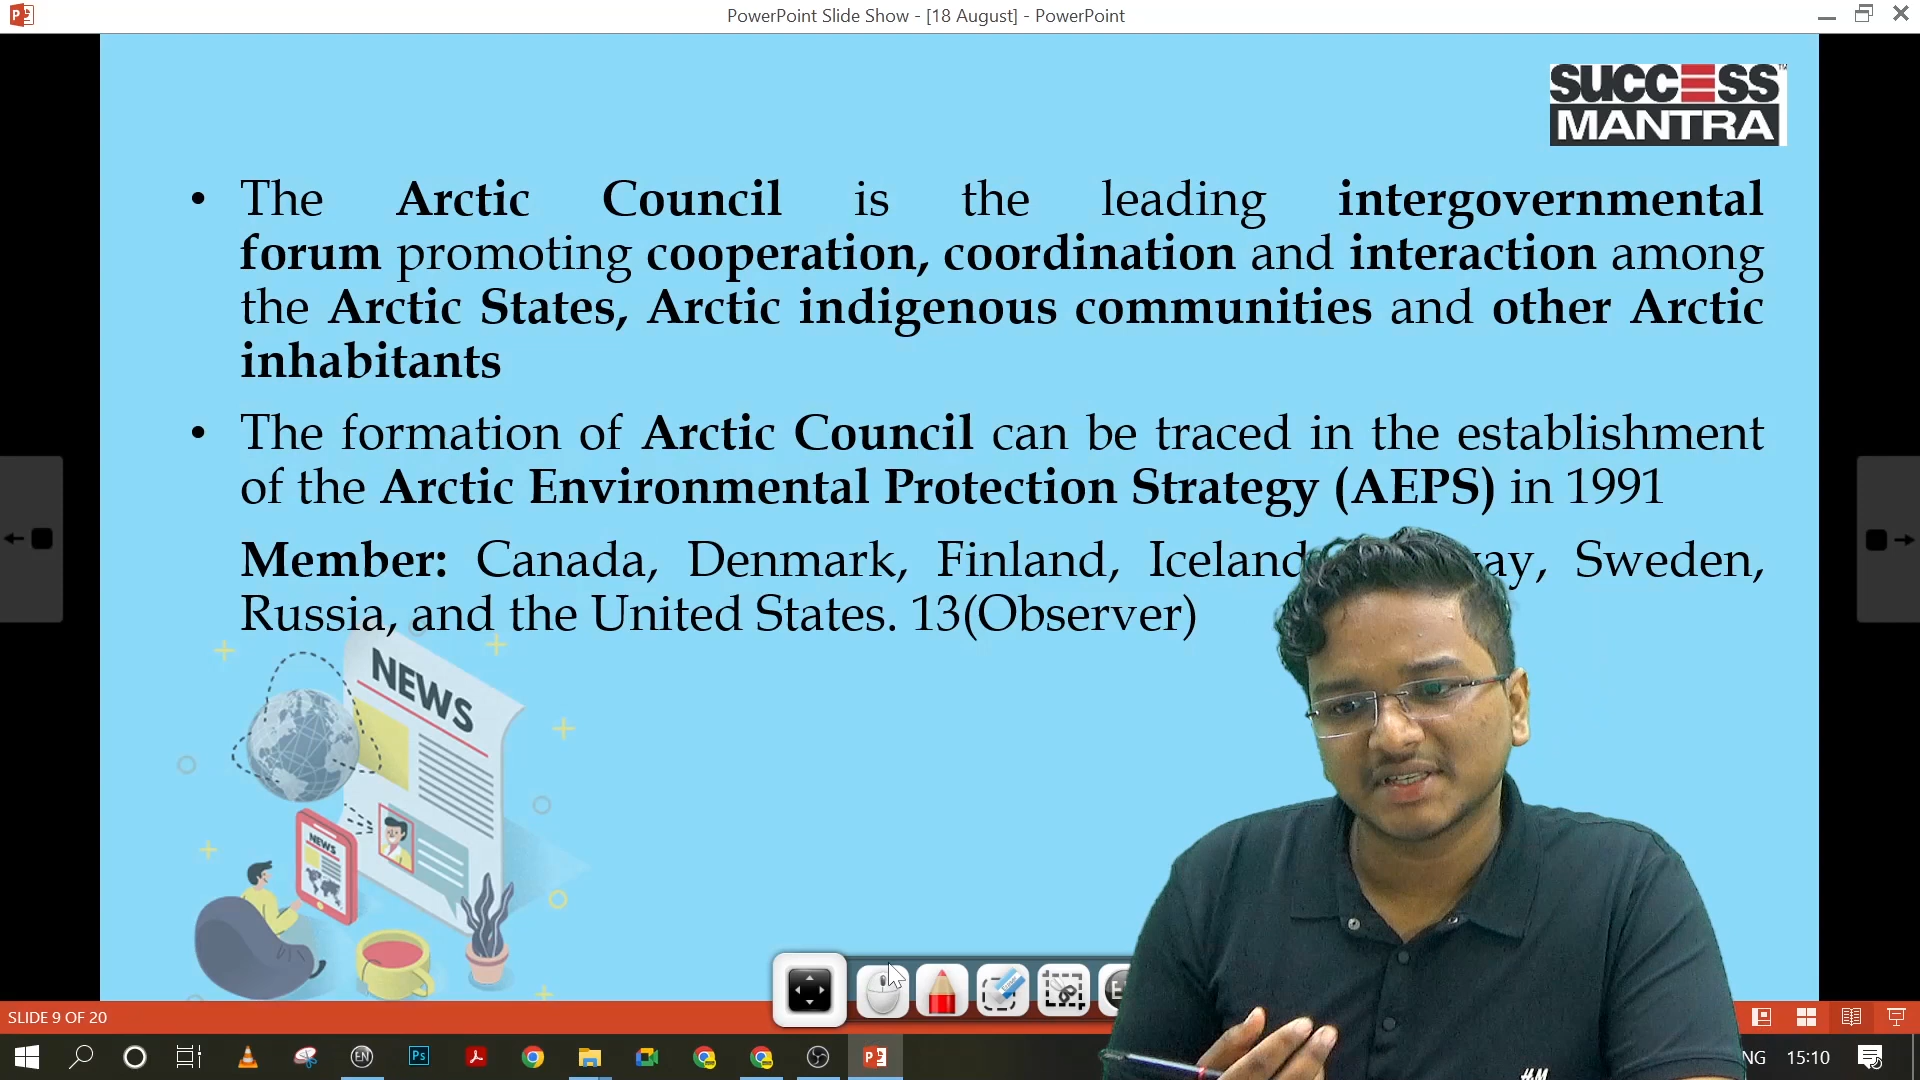 PowerPoint Slide Show - [18 August] - PowerPoint
SUCCESS
MANTRA
• The Arctic Council is the leading intergovernmental
forum promoting cooperation, coordination and interaction among
the Arctic States, Arctic indigenous communities and other Arctic
inhabitants
• The formation of Arctic Council can be traced in the establishment
of the Arctic Environmental Protection Strategy (AEPS) in 1991
Member: Canada, Denmark, Finland, Iceland ay, Sweden,
Russia, and the United States. 13(Observer)
NEWS
NEWS
SLIDE 9 OF 20
EN
Ps
NG 15:10
H&M